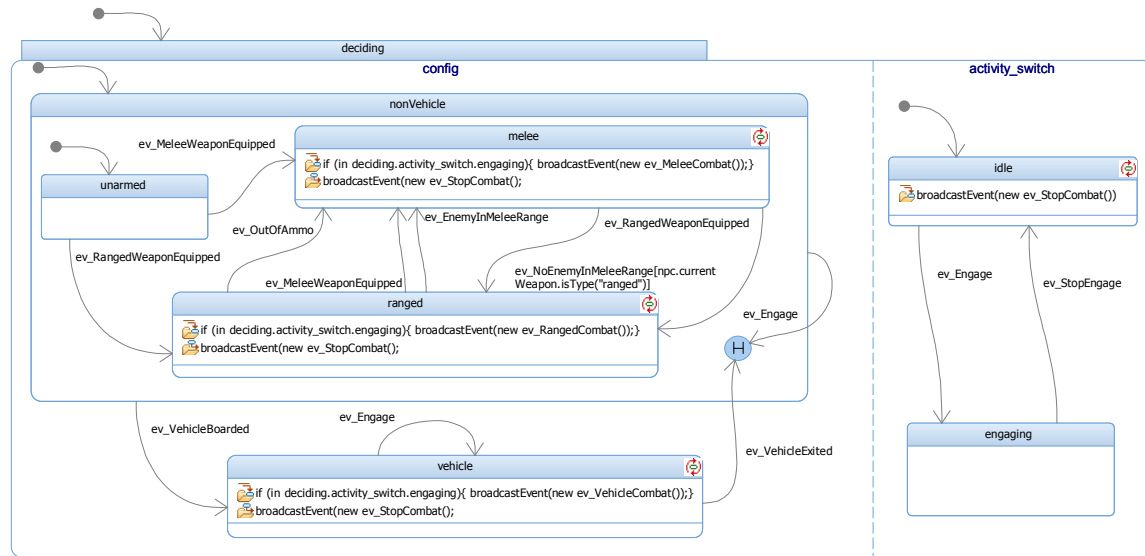 deciding
config
activity_switch
nonVehicle
melee
ev_MeleeWeaponEquipped
if (in deciding.activity_switch.engaging){ broadcastEvent(new ev_MeleeCombat());}
broadcastEvent(new ev_StopCombat();
unarmed
idle
broadcastEvent(new ev_StopCombat())
ev_EnemyInMeleeRange
ev_RangedWeaponEquipped
ev_OutOfAmmo
ev_RangedWeaponEquipped
ev_NoEnemyInMeleeRange[npc.current
Weapon.isType("ranged")]
ev_MeleeWeaponEquipped
ev_Engage
ev_StopEngage
ranged
if (in deciding.activity_switch.engaging){ broadcastEvent(new ev_RangedCombat());}
broadcastEvent(new ev_StopCombat();
ev_Engage
H
ev_VehicleBoarded
ev_Engage
ev_VehicleExited
engaging
vehicle
if (in deciding.activity_switch.engaging){ broadcastEvent(new ev_VehicleCombat());}
broadcastEvent(new ev_StopCombat();